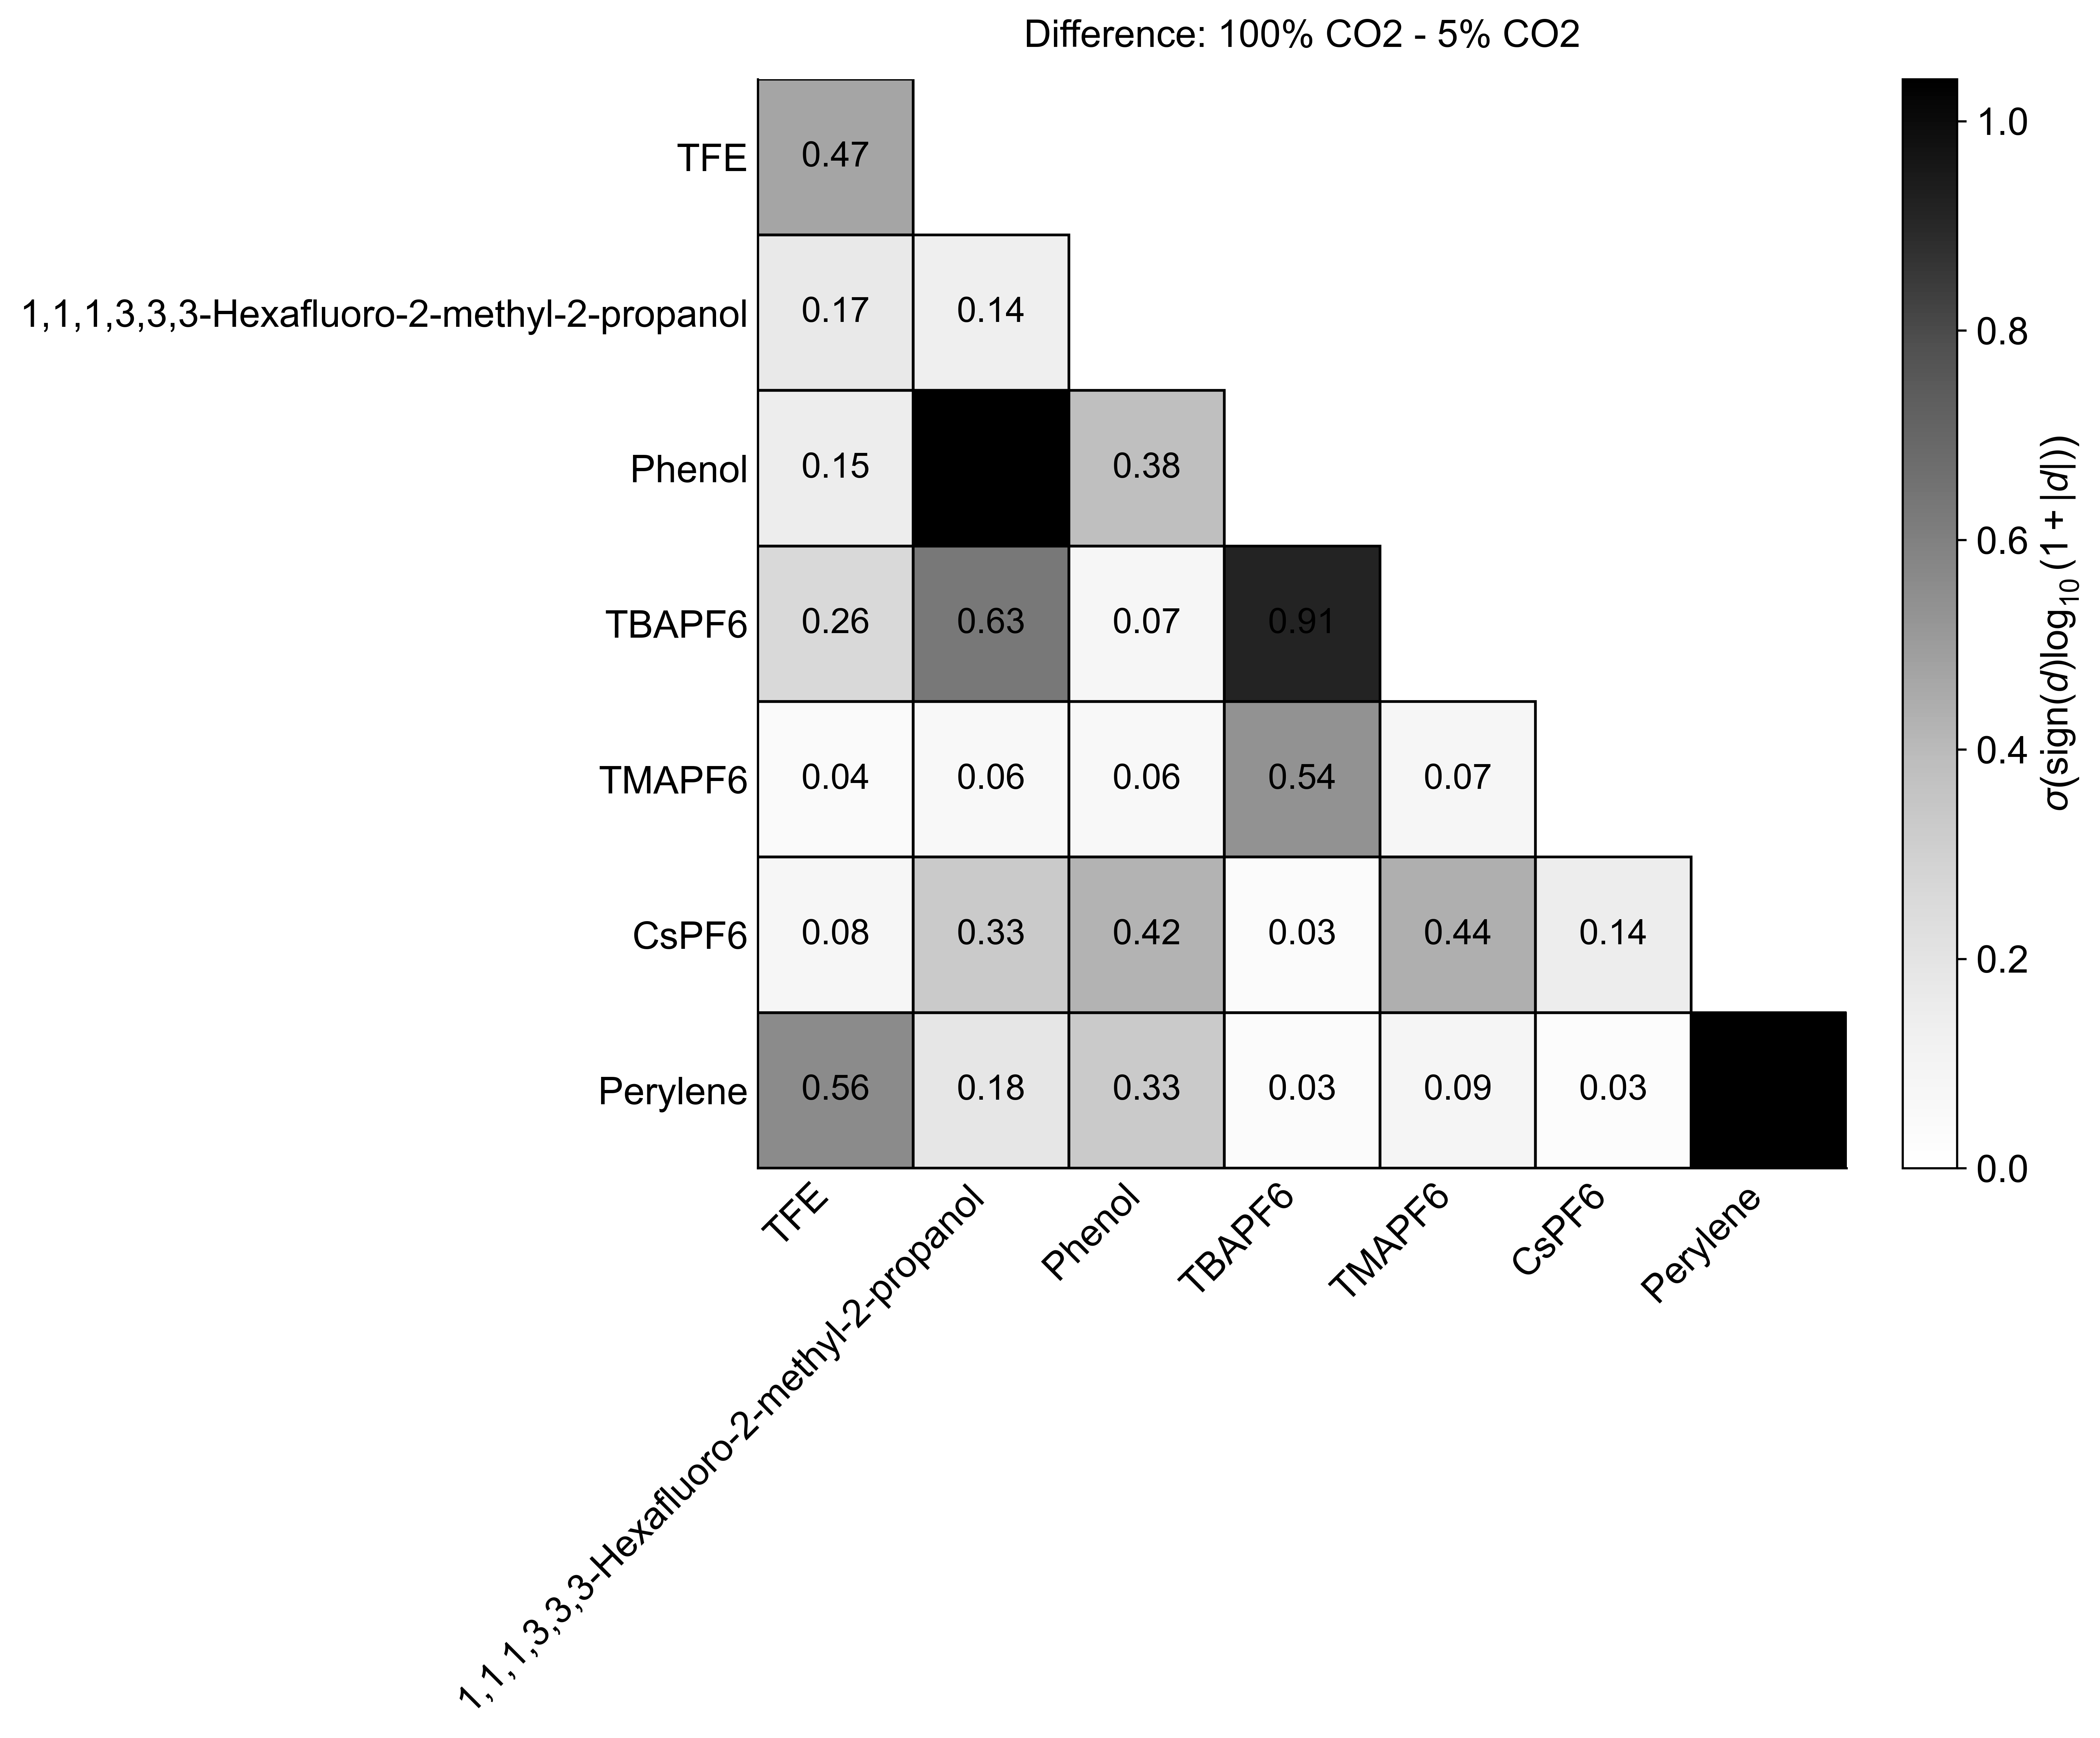 Difference: 100% CO2 - 5% CO2
TFE 0.47
1,1,1,3,3,3-Hexafluoro-2-methyl-2-propanol 0.17 0.14
Phenol 0.15 0.38
TBAPF6 0.26 0.63 0.07 0.91
TMAPF6 0.04 0.06 0.06 0.54 0.07
CsPF6 0.08 0.33 0.42 0.03 0.44 0.14
Perylene 0.56 0.18 0.33 0.03 0.09 0.03
TFE
1,1,1,3,3,3-Hexafluoro-2-methyl-2-propanol
Phenol
TBAPF6
TMAPF6
CsPF6
Perylene
1.0
0.8
0.6
0.4
0.2
0.0
σ(sign(d)log₁₀(1 + |d|))